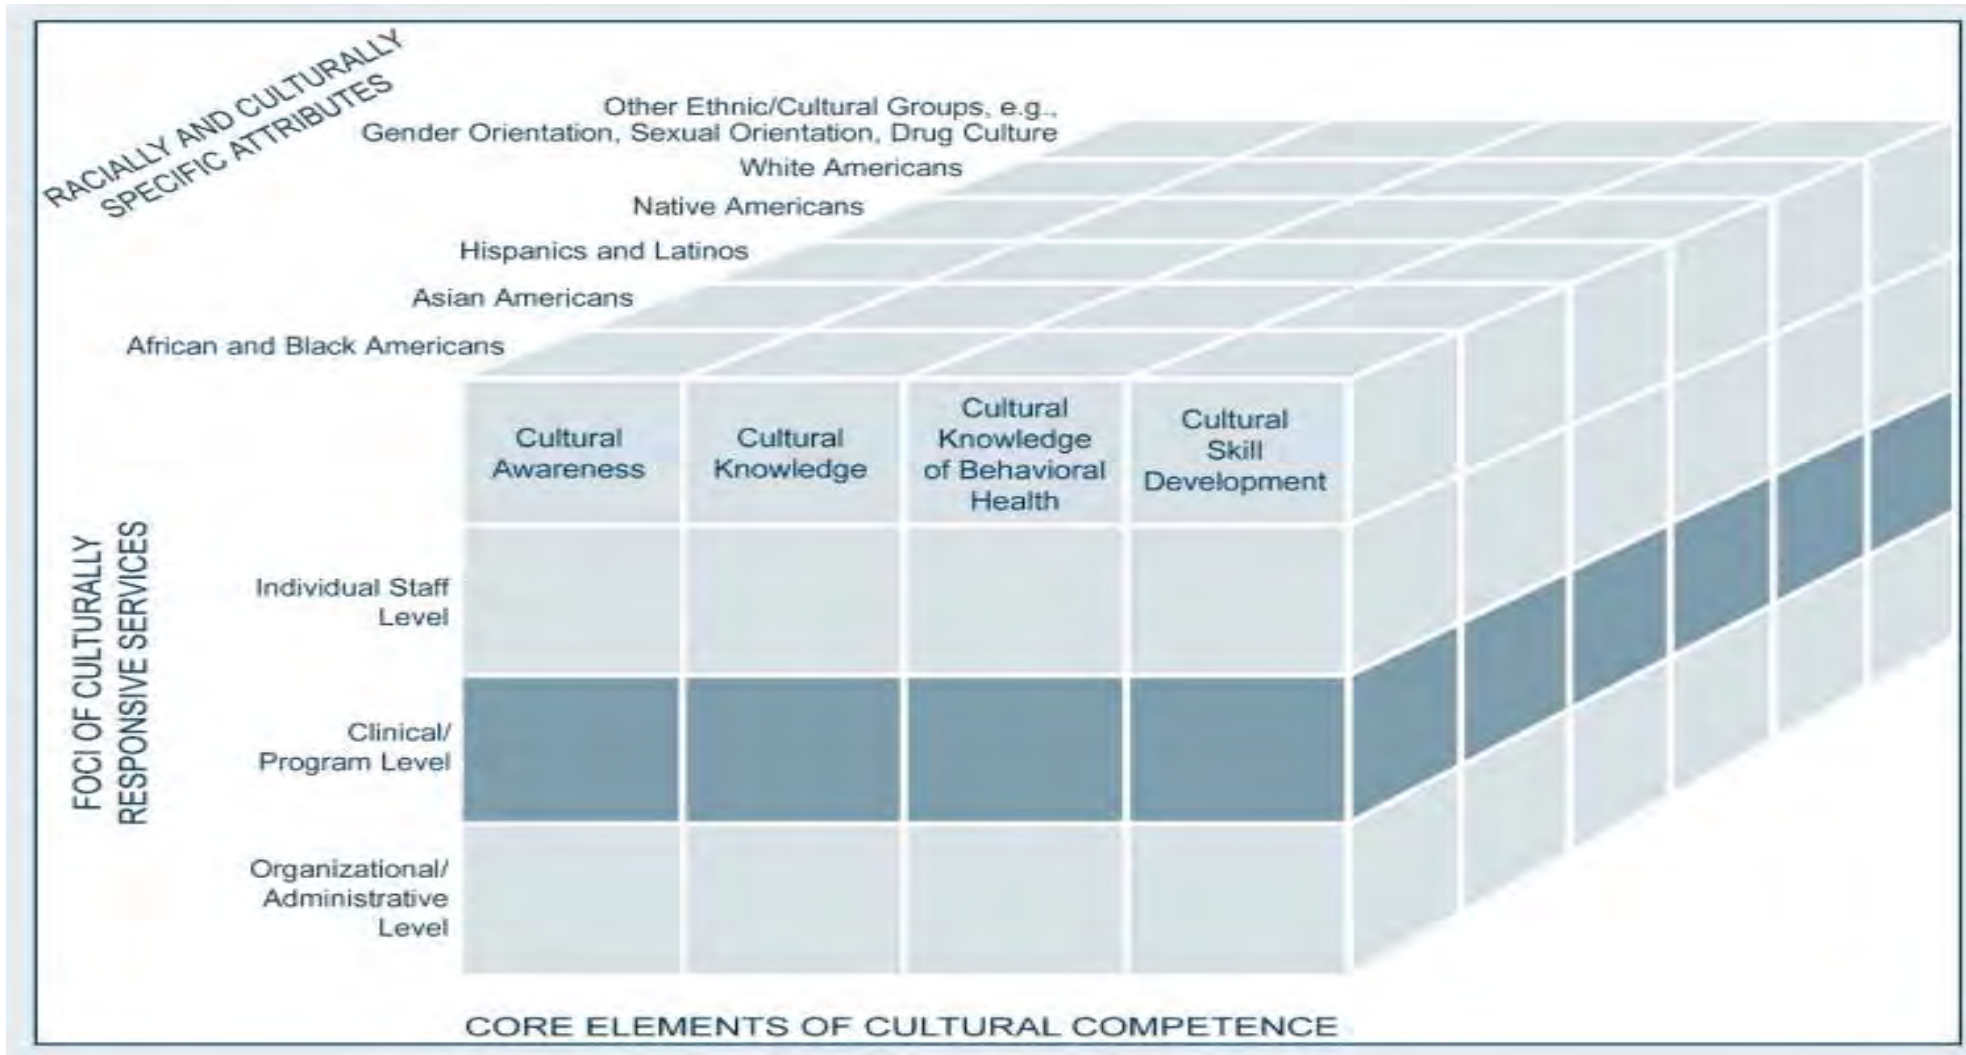 RACIALLY AND CULTURALLY
SPECIFIC ATTRIBUTES
Other Ethnic/Cultural Groups, e.g.,
Gender Orientation, Sexual Orientation, Drug Culture
White Americans
Native Americans
Hispanics and Latinos
Asian Americans
African and Black Americans
Cultural
Awareness
Cultural
Knowledge
Cultural
Knowledge
of Behavioral
Health
Cultural
Skill
Development
FOCI OF CULTURALLY
RESPONSIVE SERVICES
Individual Staff
Level
Clinical/
Program Level
Organizational/
Administrative
Level
CORE ELEMENTS OF CULTURAL COMPETENCE